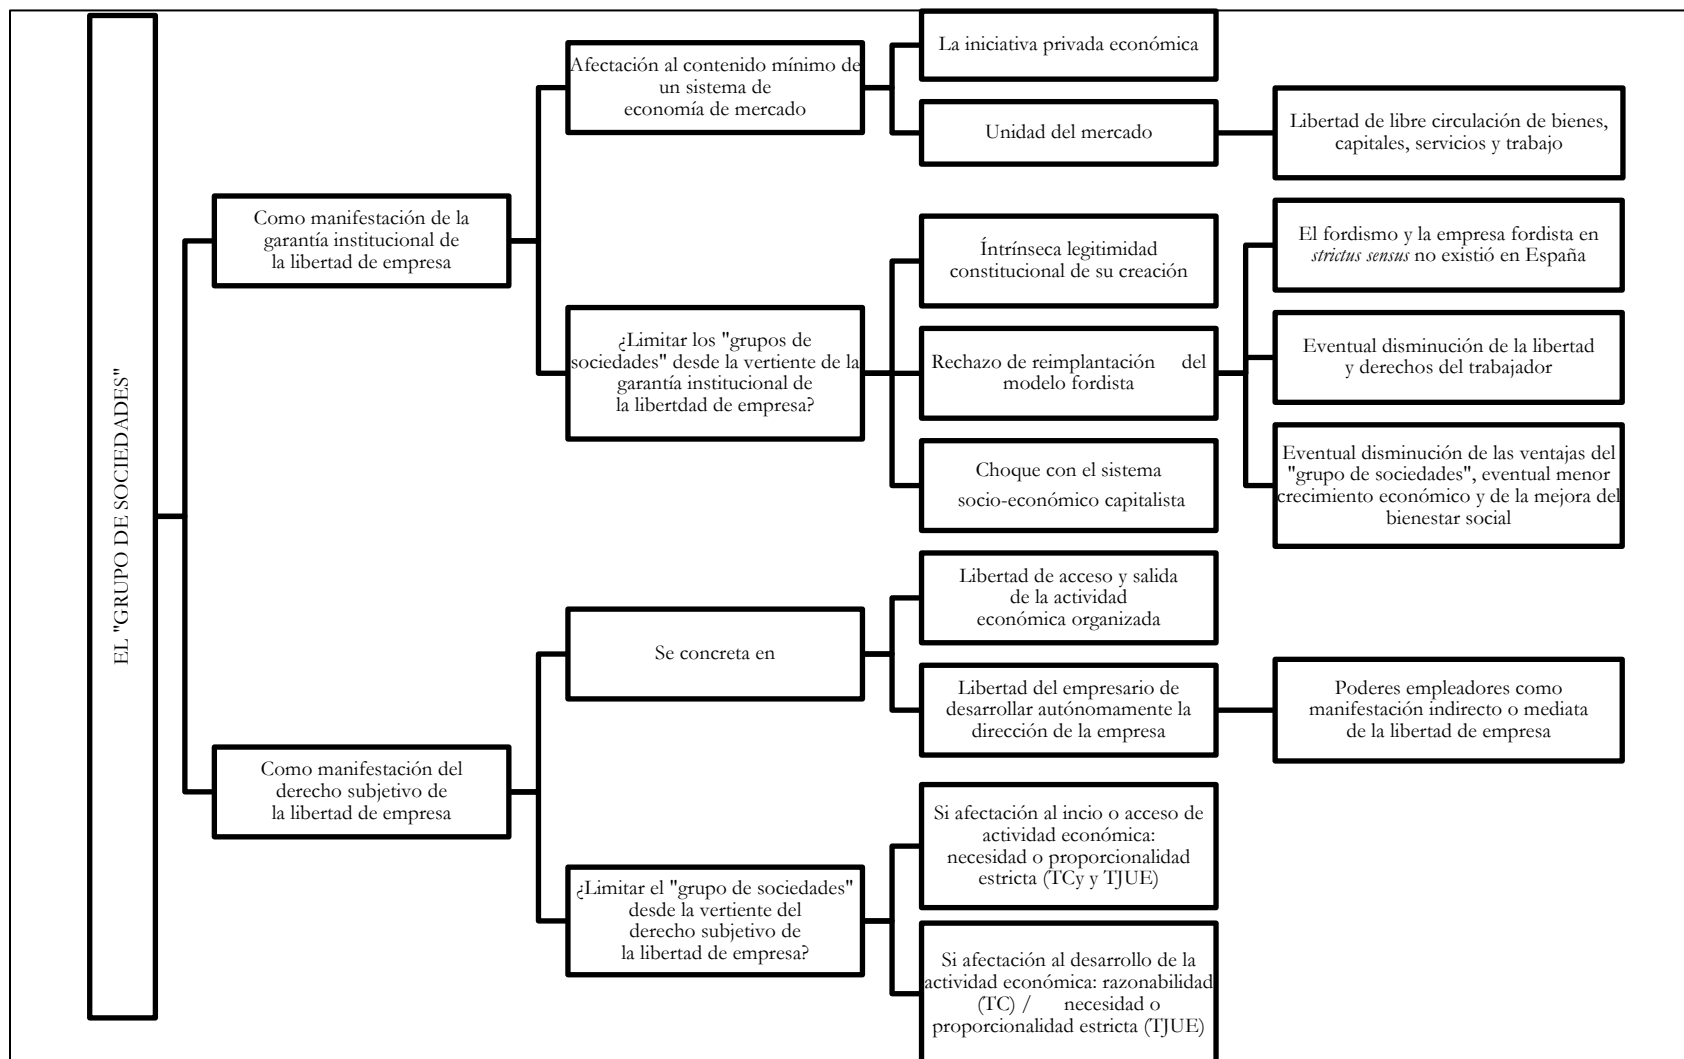 EL "GRUPO DE SOCIEDADES"
Como manifestación de la
garantía institucional de
la libertad de empresa
Afectación al contenido mínimo de
un sistema de
economía de mercado
La iniciativa privada económica
Unidad del mercado
Libertad de libre circulación de bienes,
capitales, servicios y trabajo
¿Limitar los "grupos de
sociedades" desde la vertiente de la
garantía institucional de
la libertdad de empresa?
Íntrínseca legitimidad
constitucional de su creación
Rechazo de reimplantación del
modelo fordista
El fordismo y la empresa fordista en
strictus sensus no existió en España
Eventual disminución de la libertad
y derechos del trabajador
Eventual disminución de las ventajas del
"grupo de sociedades", eventual menor
crecimiento económico y de la mejora del
bienestar social
Choque con el sistema
socio-económico capitalista
Como manifestación del
derecho subjetivo de
la libertad de empresa
Se concreta en
Libertad de acceso y salida
de la actividad
económica organizada
Libertad del empresario de
desarrollar autónomamente la
dirección de la empresa
Poderes empleadores como
manifestación indirecto o mediata
de la libertad de empresa
¿Limitar el "grupo de sociedades"
desde la vertiente del
derecho subjetivo de
la libertad de empresa?
Si afectación al incio o acceso de
actividad económica:
necesidad o proporcionalidad
estricta (TCy y TJUE)
Si afectación al desarrollo de la
actividad económica: razonabilidad
(TC) / necesidad o
proporcionalidad estricta (TJUE)